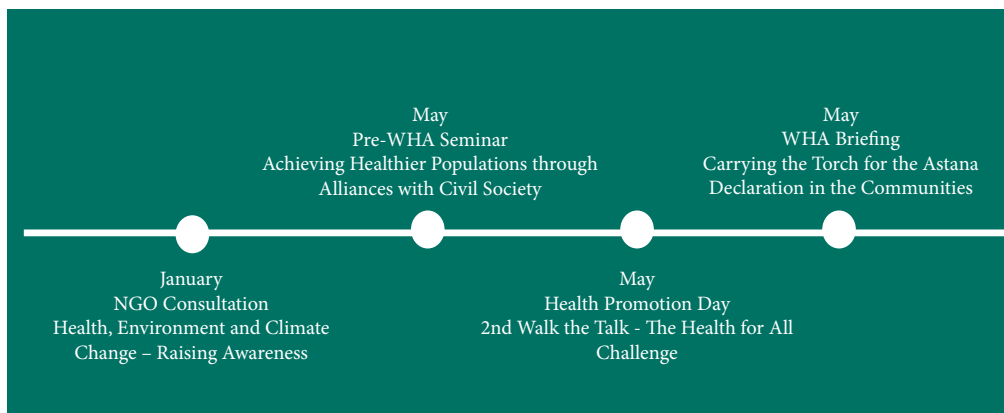 January
NGO Consultation
Health, Environment and Climate
Change – Raising Awareness
May
Pre-WHA Seminar
Achieving Healthier Populations through
Alliances with Civil Society
May
Health Promotion Day
2nd Walk the Talk - The Health for All
Challenge
May
WHA Briefing
Carrying the Torch for the Astana
Declaration in the Communities